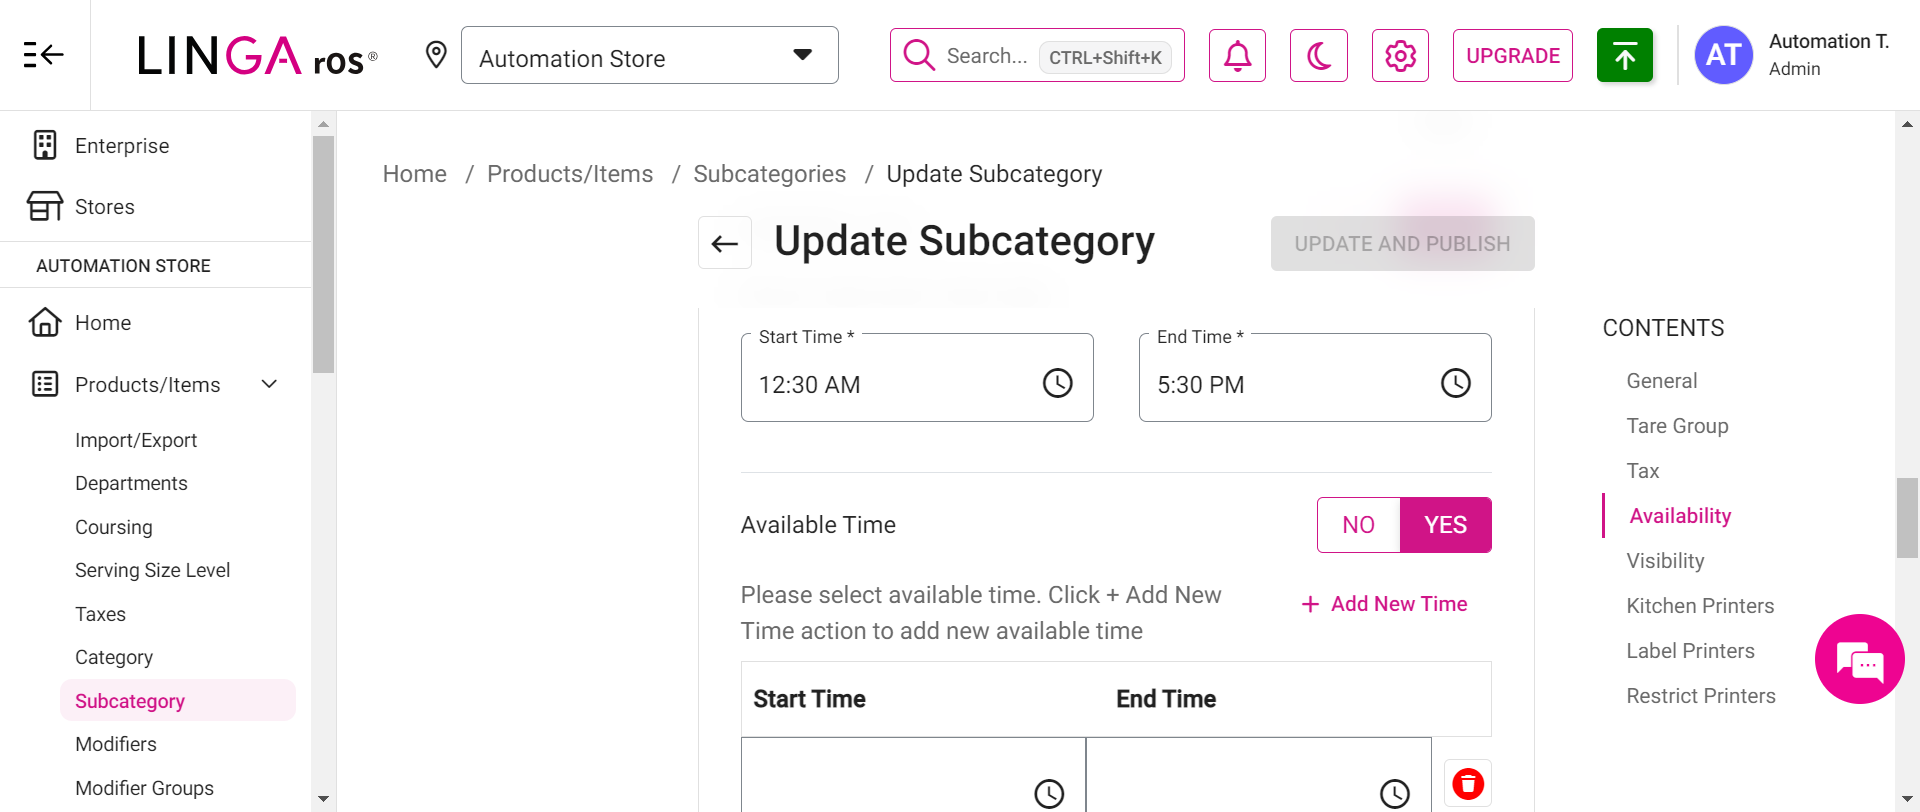 LINGA ros®
Automation Store
Search... CTRL+Shift+K
UPGRADE
AT
Automation T.
Admin
Enterprise
Stores
AUTOMATION STORE
Home
Products/Items
Import/Export
Departments
Coursing
Serving Size Level
Taxes
Category
Subcategory
Modifiers
Modifier Groups
Home / Products/Items / Subcategories / Update Subcategory
Update Subcategory
UPDATE AND PUBLISH
Start Time *
12:30 AM
End Time *
5:30 PM
Available Time
NO YES
Please select available time. Click + Add New
Time action to add new available time
+ Add New Time
Start Time End Time
CONTENTS
General
Tare Group
Tax
Availability
Visibility
Kitchen Printers
Label Printers
Restrict Printers